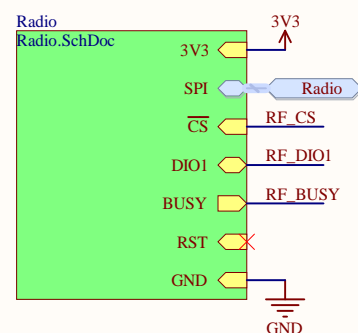 Radio
Radio.SchDoc
3V3
3V3
SPI
Radio
CS
RF_CS
DIO1
RF_DIO1
BUSY
RF_BUSY
RST
GND
GND